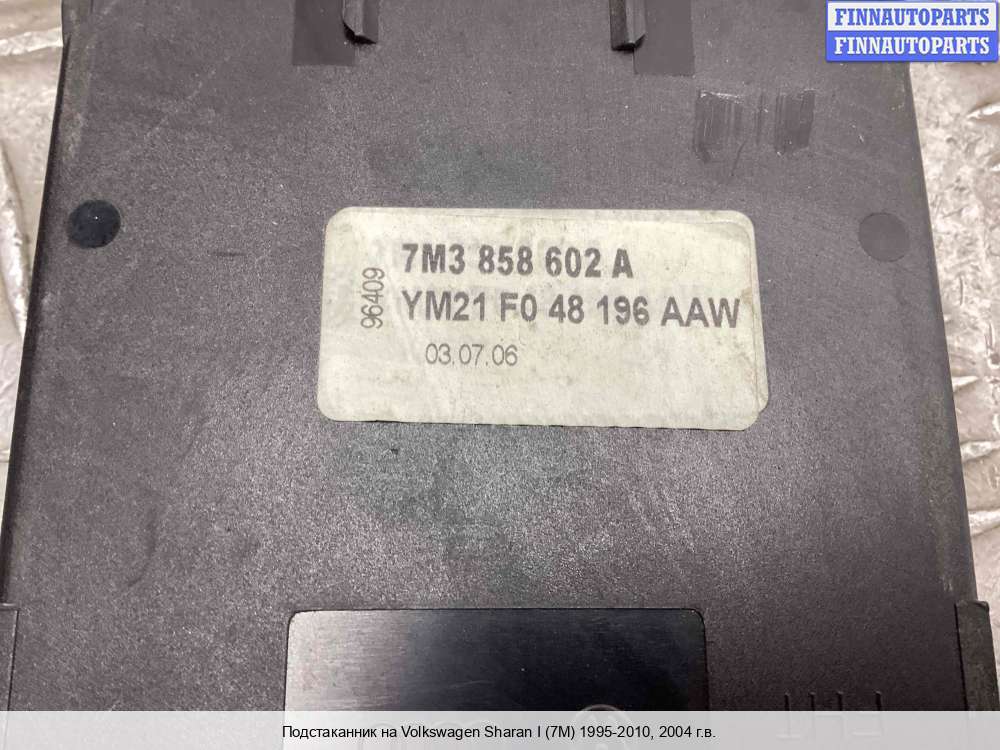 FINNAUTOPARTS
FINNAUTOPARTS
7M3 858 602 A
YM21 F0 48 196 AAW
96409
03.07.06
Подстаканник на Volkswagen Sharan I (7M) 1995-2010, 2004 г.в.